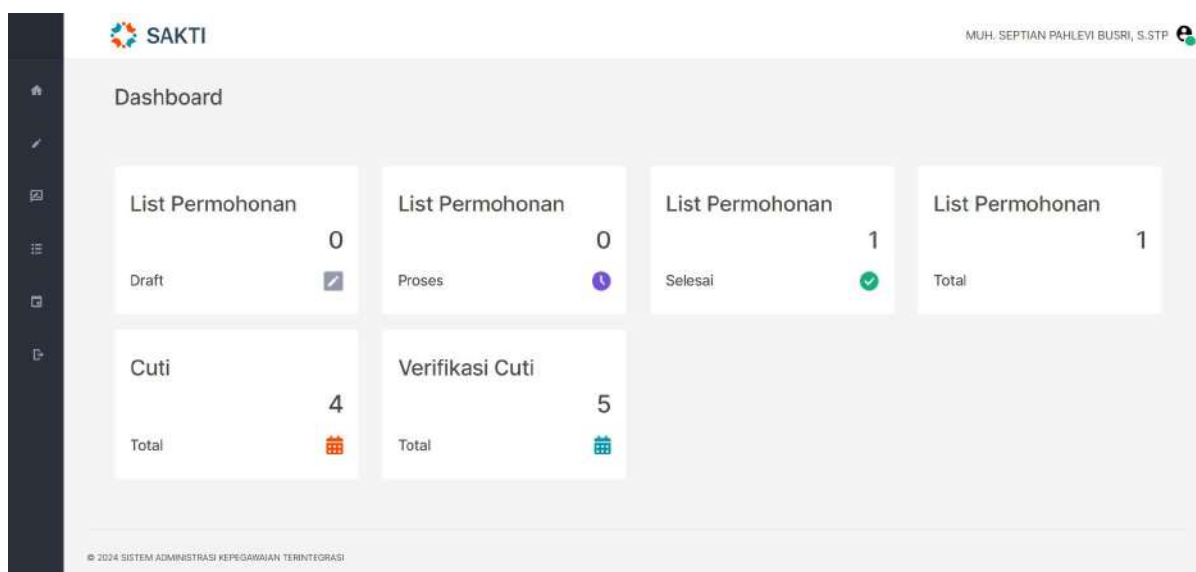 SAKTI
MUH. SEPTIAN PAHLEVI BUSRI, S.STP
Dashboard
List Permohonan
0
Draft
List Permohonan
0
Proses
List Permohonan
1
Selesai
List Permohonan
1
Total
Cuti
4
Total
Verifikasi Cuti
5
Total
© 2024 SISTEM ADMINISTRASI KEPEGAWAIAN TERINTEGRASI